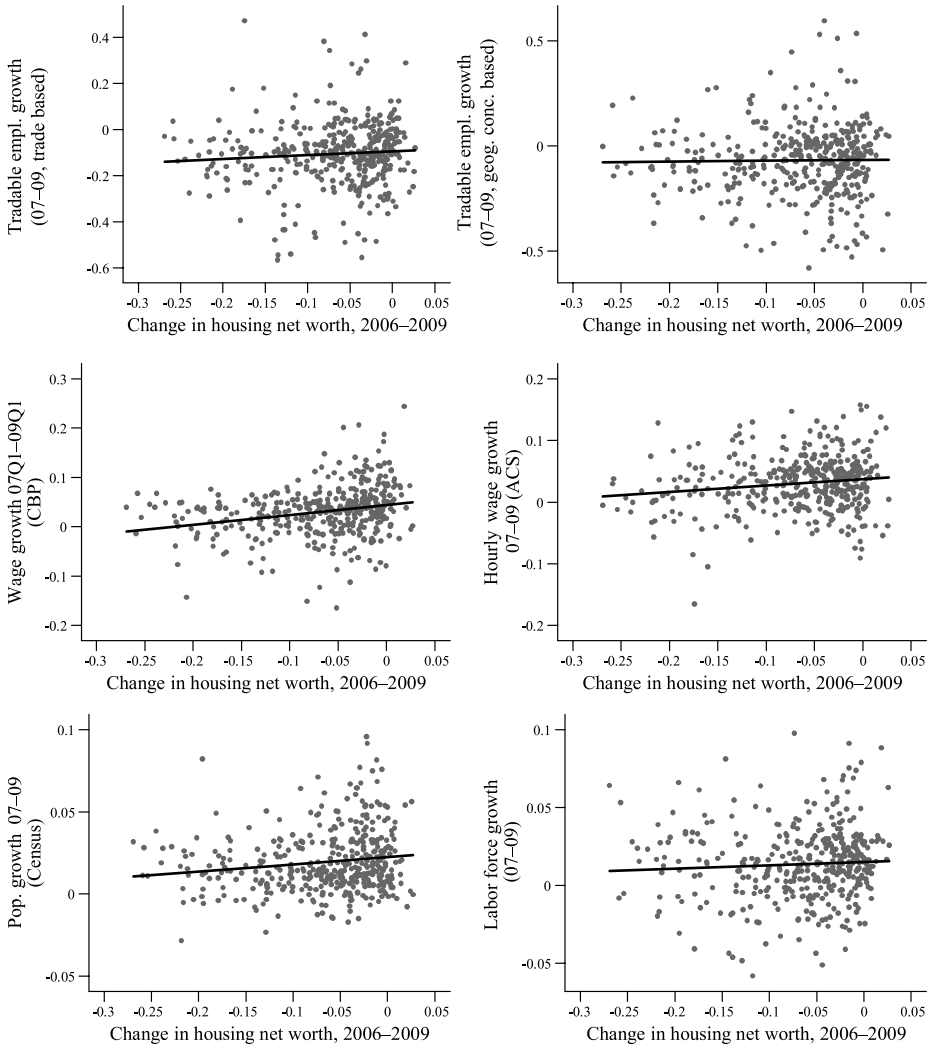 Tradable empl. growth
(07–09, trade based)
0.4
0.2
0
-0.2
-0.4
-0.6
-0.3 -0.25 -0.2 -0.15 -0.1 -0.05 0 0.05
Change in housing net worth, 2006–2009
Tradable empl. growth
(07–09, geog. conc. based)
0.5
0
-0.5
-0.3 -0.25 -0.2 -0.15 -0.1 -0.05 0 0.05
Change in housing net worth, 2006–2009
Wage growth 07Q1–09Q1
(CBP)
0.3
0.2
0.1
0
-0.1
-0.2
-0.3 -0.25 -0.2 -0.15 -0.1 -0.05 0 0.05
Change in housing net worth, 2006–2009
Hourly wage growth
07–09 (ACS)
0.2
0.1
0
-0.1
-0.2
-0.3 -0.25 -0.2 -0.15 -0.1 -0.05 0 0.05
Change in housing net worth, 2006–2009
Pop. growth 07–09
(Census)
0.1
0.05
0
-0.05
-0.3 -0.25 -0.2 -0.15 -0.1 -0.05 0 0.05
Change in housing net worth, 2006–2009
Labor force growth
(07–09)
0.1
0.05
0
-0.05
-0.3 -0.25 -0.2 -0.15 -0.1 -0.05 0 0.05
Change in housing net worth, 2006–2009